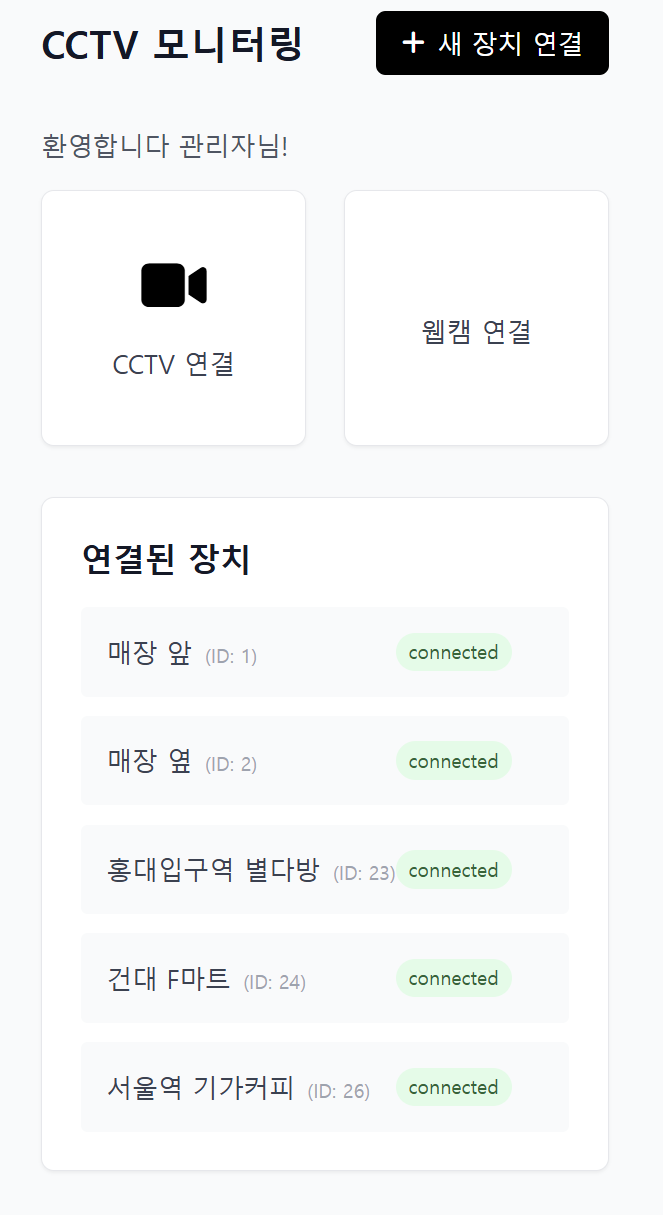 CCTV 모니터링
+ 새 장치 연결
환영합니다 관리자님!
CCTV 연결
웹캠 연결
연결된 장치
매장 앞 (ID: 1) connected
매장 옆 (ID: 2) connected
홍대입구역 별다방 (ID: 23) connected
건대 F마트 (ID: 24) connected
서울역 기가커피 (ID: 26) connected